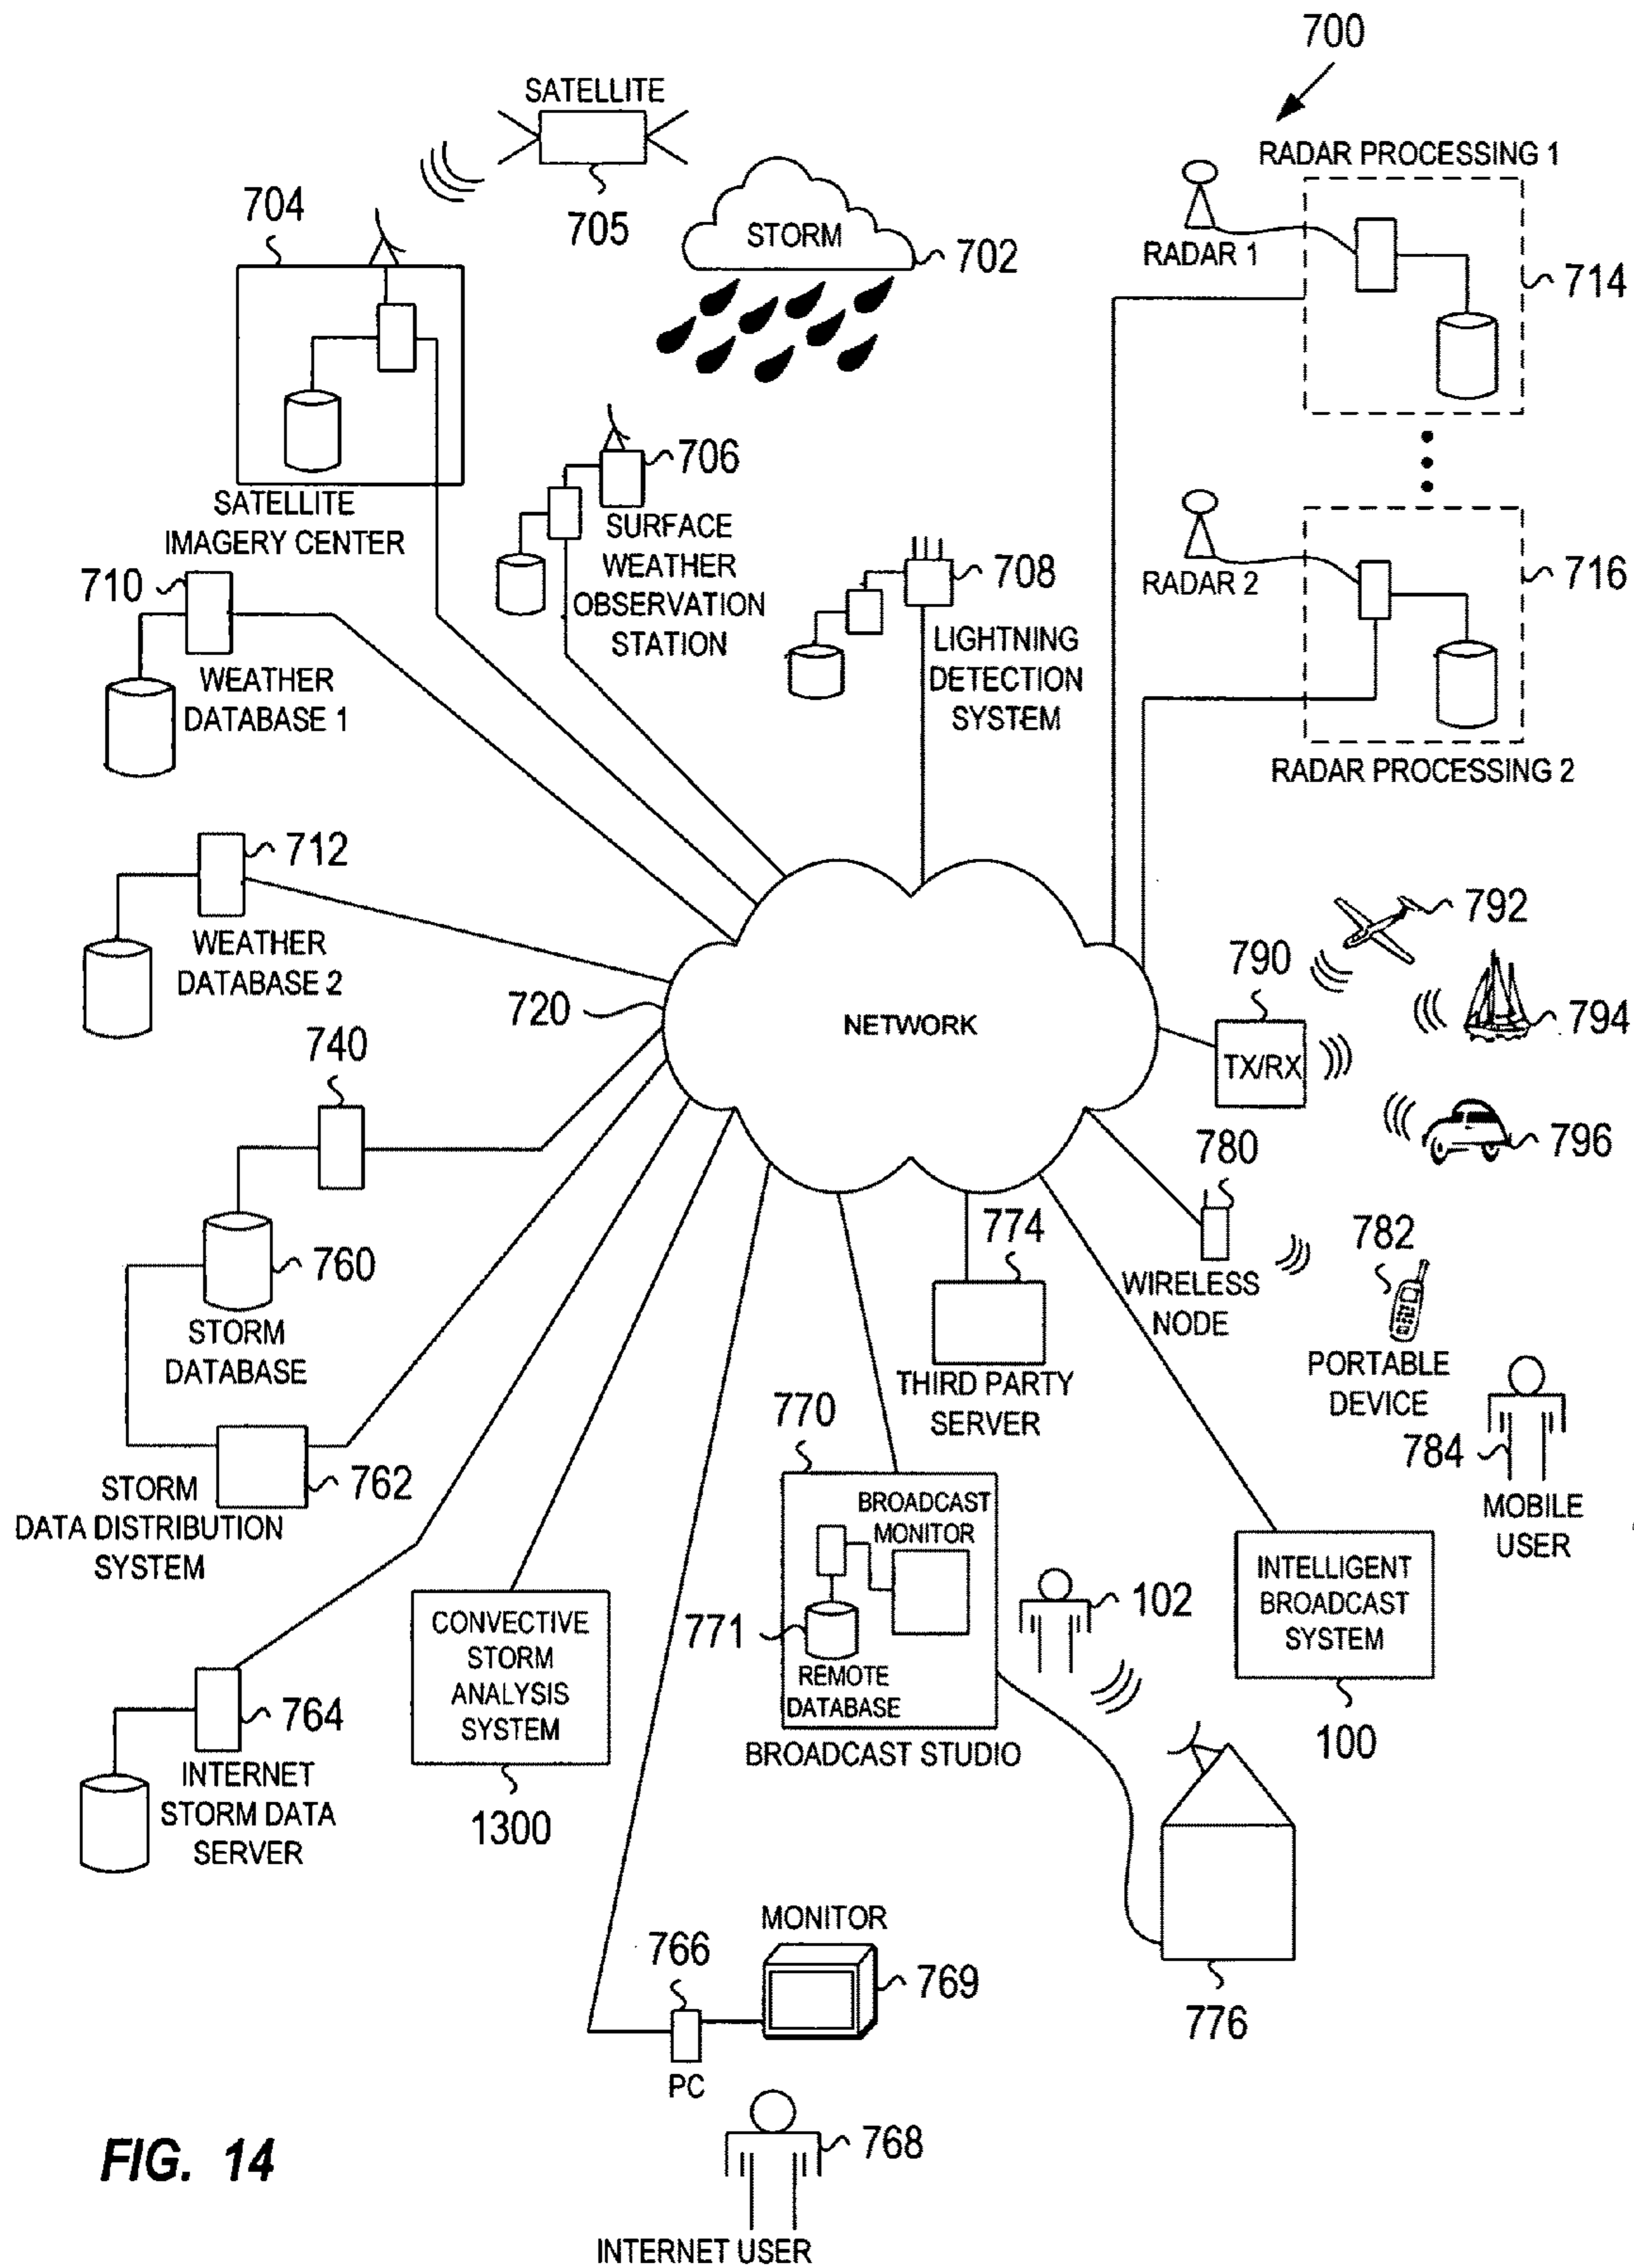 700
SATELLITE
705
704
STORM
702
RADAR PROCESSING 1
RADAR 1
714
SATELLITE
IMAGERY CENTER
706
SURFACE
WEATHER
OBSERVATION
STATION
708
LIGHTNING
DETECTION
SYSTEM
RADAR 2
716
RADAR PROCESSING 2
710
WEATHER
DATABASE 1
712
WEATHER
DATABASE 2
720
NETWORK
790
TX/RX
792
794
796
740
760
STORM
DATABASE
762
STORM
DATA DISTRIBUTION
SYSTEM
780
WIRELESS
NODE
782
PORTABLE
DEVICE
784
MOBILE
USER
774
THIRD PARTY
SERVER
770
BROADCAST
MONITOR
771
REMOTE
DATABASE
BROADCAST STUDIO
102
INTELLIGENT
BROADCAST
SYSTEM
100
764
INTERNET
STORM DATA
SERVER
CONVECTIVE
STORM
ANALYSIS
SYSTEM
1300
776
MONITOR
766
769
PC
768
INTERNET USER
FIG. 14